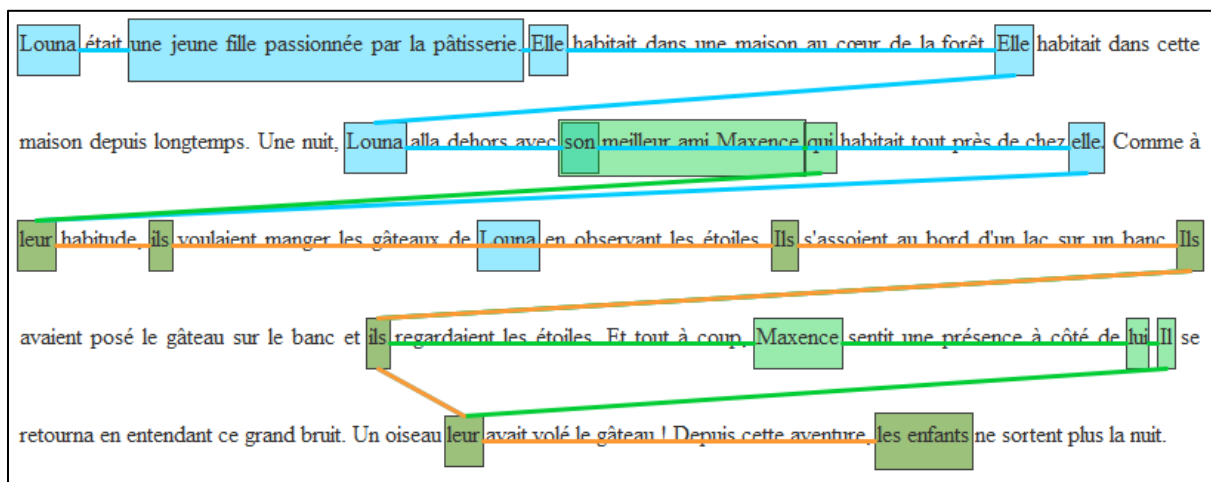 Louna était une jeune fille passionnée par la pâtisserie. Elle habitait dans une maison au cœur de la forêt. Elle habitait dans cette
maison depuis longtemps. Une nuit, Louna alla dehors avec son meilleur ami Maxence qui habitait tout près de chez elle. Comme à
leur habitude, ils voulaient manger les gâteaux de Louna en observant les étoiles. Ils s'assoient au bord d'un lac sur un banc. Ils
avaient posé le gâteau sur le banc et ils regardaient les étoiles. Et tout à coup, Maxence sentit une présence à côté de lui Il se
retourna en entendant ce grand bruit. Un oiseau leur avait volé le gâteau ! Depuis cette aventure, les enfants ne sortent plus la nuit.